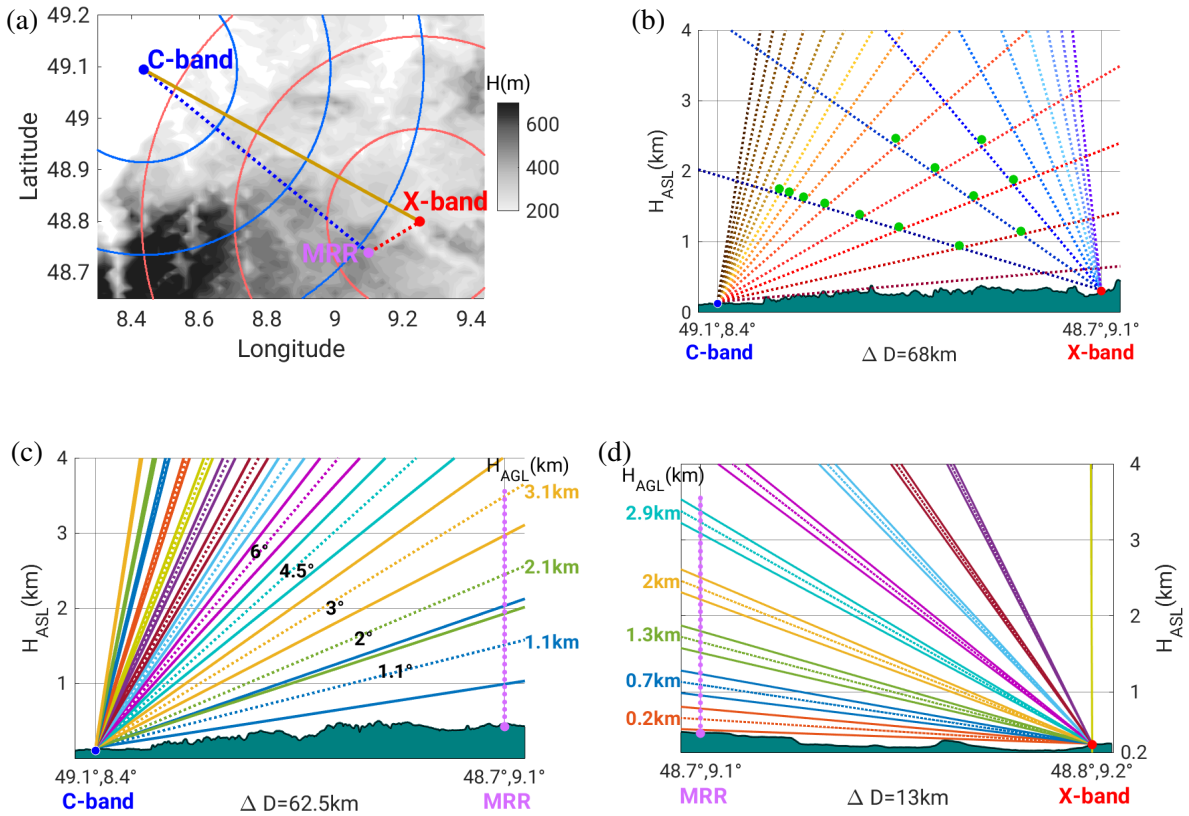 (a)
49.2
49.1
49
48.9
48.8
48.7
Latitude
C-band
X-band
MRR
H(m)
600
400
200
8.4 8.6 8.8 9 9.2 9.4
Longitude
(b)
4
3
2
1
0
H_ASL(km)
49.1°,8.4° 48.7°,9.1°
C-band Δ D=68km X-band
(c)
4
3
2
1
H_ASL(km)
H_AGL(km)
3.1km
2.1km
1.1km
6°
4.5°
3°
2°
1.1°
49.1°,8.4° 48.7°,9.1°
C-band Δ D=62.5km MRR
(d)
H_AGL(km)
2.9km
2km
1.3km
0.7km
0.2km
4
3
2
1
0.2
H_ASL(km)
48.7°,9.1° 48.8°,9.2°
MRR Δ D=13km X-band